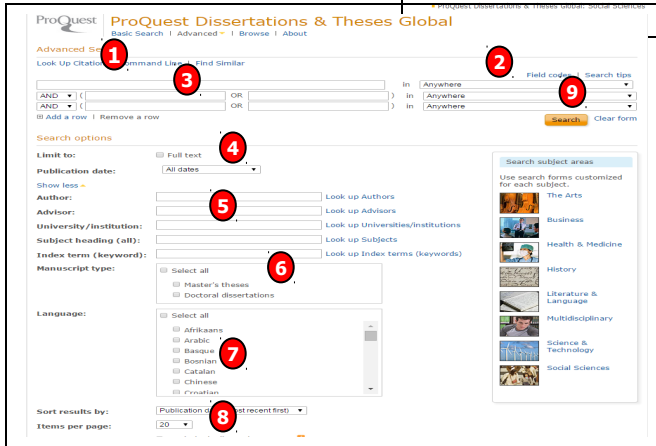 ProQuest Dissertations & Theses Global: Social Sciences
ProQuest
ProQuest Dissertations & Theses Global
Basic Search | Advanced | Browse | About
Advanced Se
1
Look Up Citation Command Line | Find Similar
2
3
Field codes | Search tips
in Anywhere
9
AND ( OR ) in Anywhere
AND ( OR ) in Anywhere
Add a row | Remove a row
Search Clear form
Search options
4
Limit to: Full text
Publication date: All dates
Show less
Author: Look up Authors
5
Advisor: Look up Advisors
University/institution: Look up Universities/institutions
Subject heading (all): Look up Subjects
Index term (keyword): Look up Index terms (keywords)
Manuscript type: Select all
6
Master's theses
Doctoral dissertations
Language: Select all
Afrikaans
Arabic
Basque
7
Bosnian
Catalan
Chinese
Croatian
Sort results by: Publication d st recent first)
8
Items per page: 20
Search subject areas
Use search forms customized
for each subject.
The Arts
Business
Health & Medicine
History
Literature &
Language
Multidisciplinary
Science &
Technology
Social Sciences